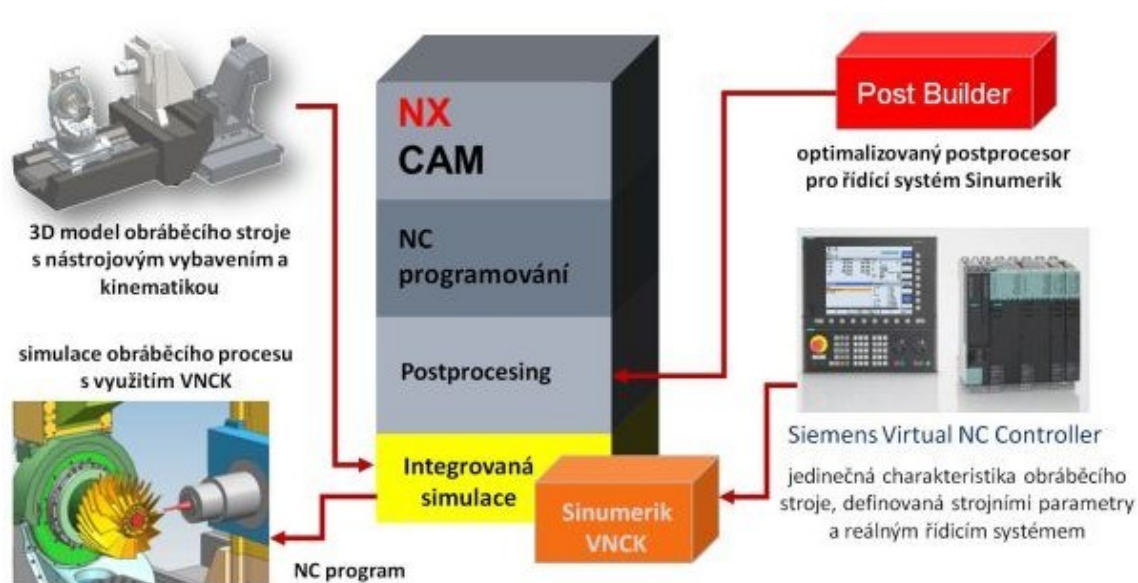 3D model obráběcího stroje
s nástrojovým vybavením a
kinematikou
simulace obráběcího procesu
s využitím VNCK
NC program
NX
CAM
NC
programování
Postprocesing
Integrovaná
simulace
Sinumerik
VNCK
Post Builder
optimalizovaný postprocesor
pro řídící systém Sinumerik
Siemens Virtual NC Controller
jedinečná charakteristika obráběcího
stroje, definovaná strojními parametry
a reálným řídicím systémem